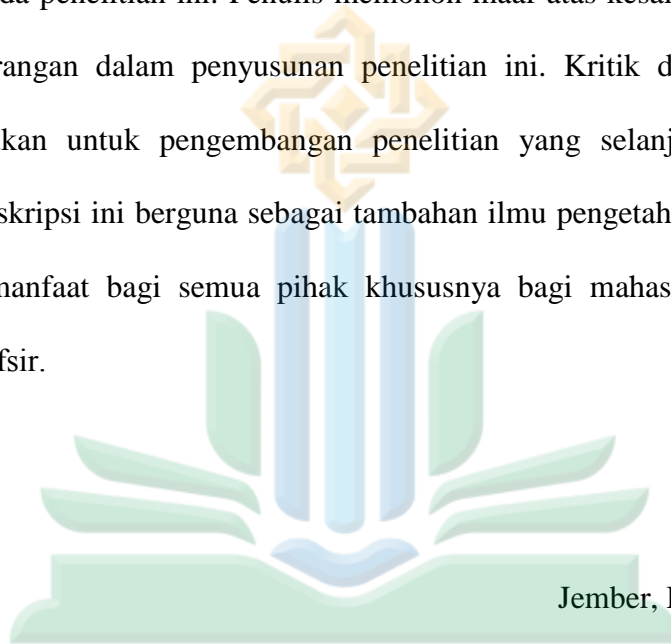 da penelitian ini. Penulis memohon maaf atas
rangan dalam penyusunan penelitian ini. Kritik d
kan untuk pengembangan penelitian yang selanj
skripsi ini berguna sebagai tambahan ilmu pengetah
manfaat bagi semua pihak khususnya bagi mahas
fsir.
Jember,